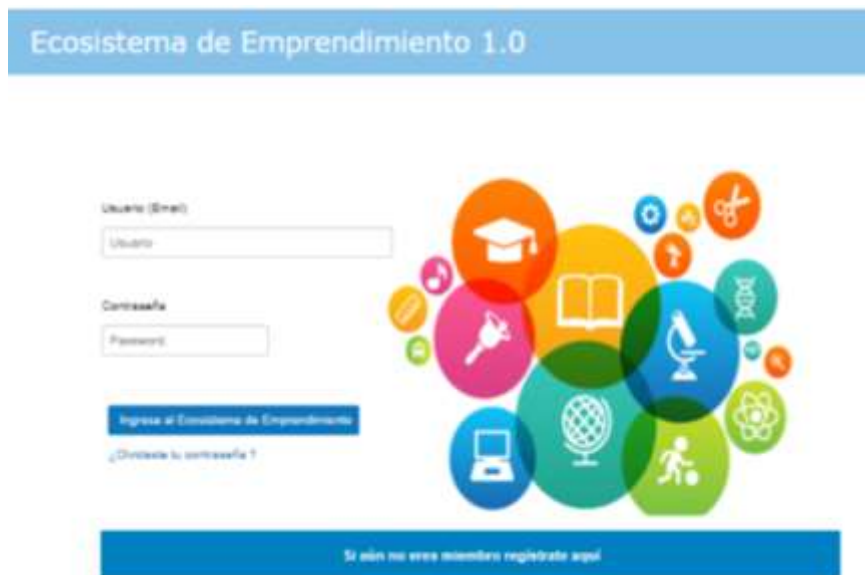 Ecosistema de Emprendimiento 1.0
Usuario (Email)
Usuario
Contraseña
Password
Ingresa al Ecosistema de Emprendimiento
¿Olvidaste tu contraseña ?
Si aún no eres miembro regístrate aquí